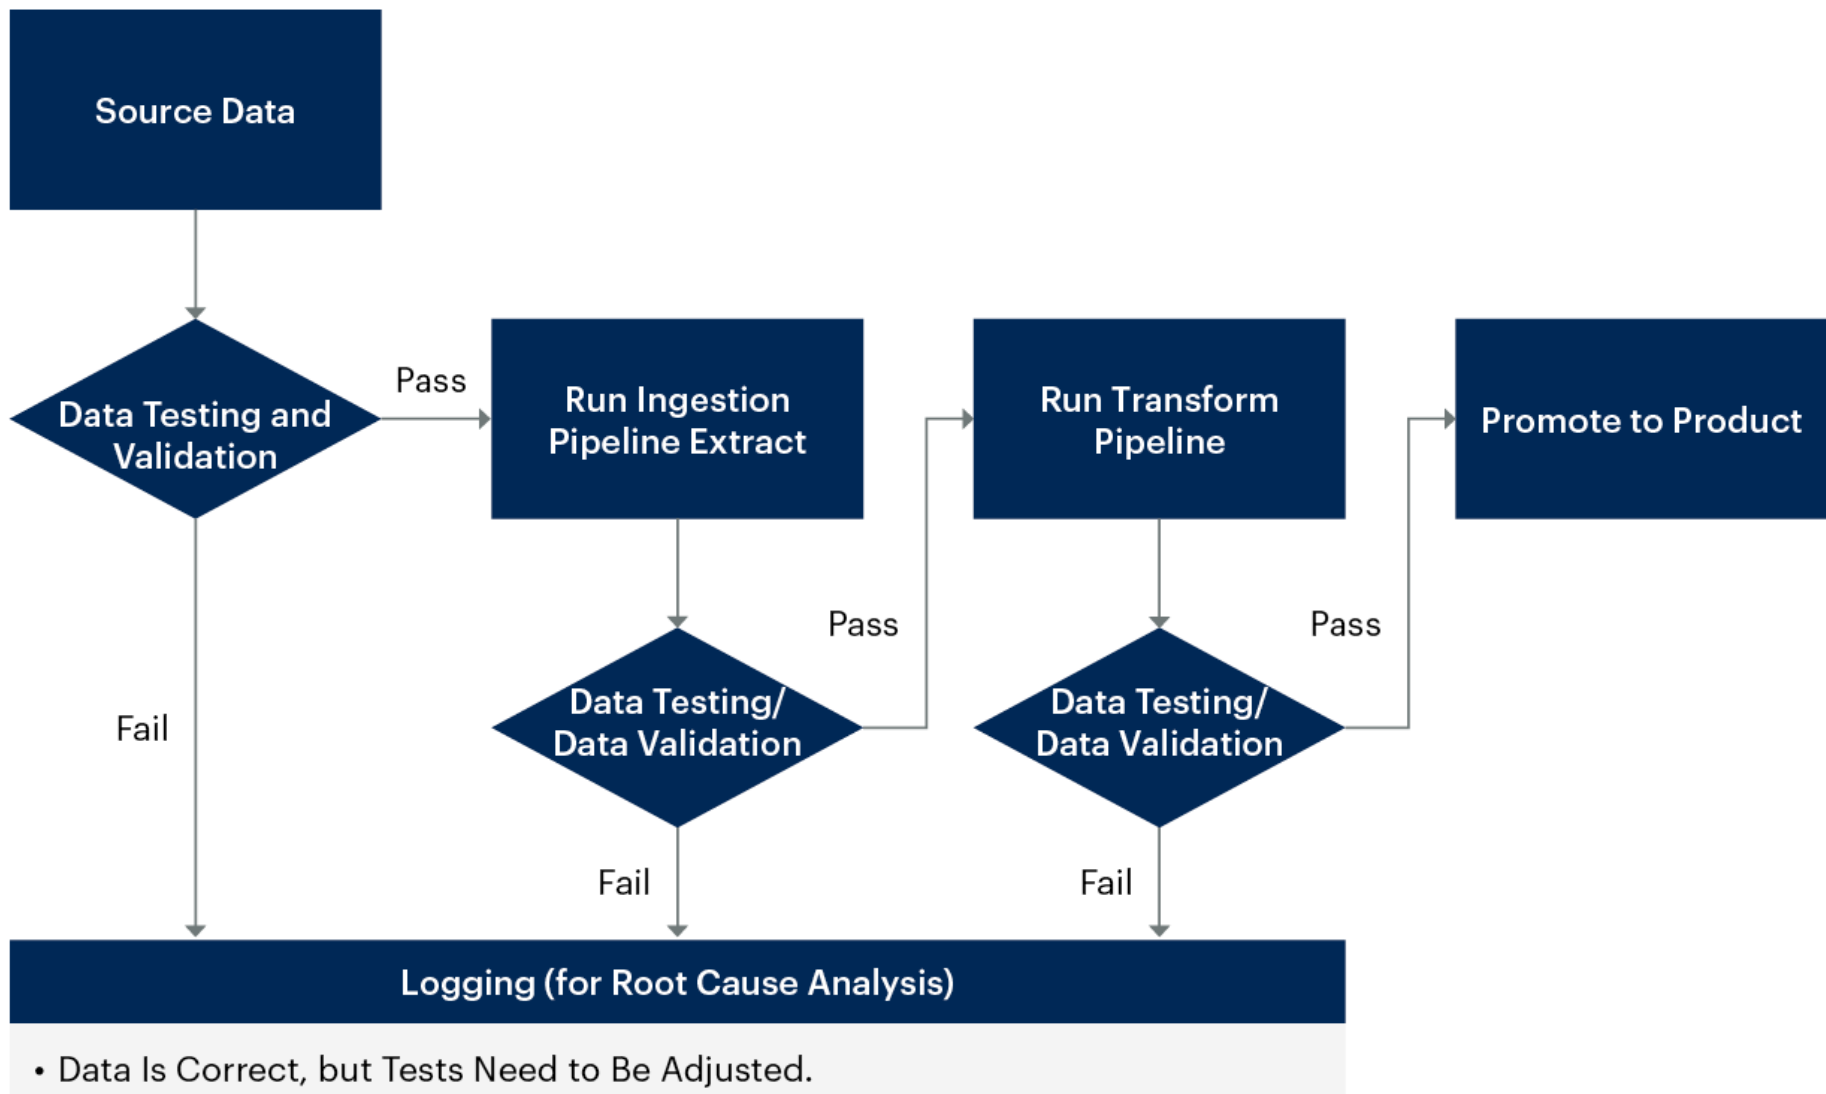 Source Data
Data Testing and
Validation
Pass
Run Ingestion
Pipeline Extract
Run Transform
Pipeline
Promote to Product
Pass
Pass
Data Testing/
Data Validation
Data Testing/
Data Validation
Fail
Fail
Fail
Logging (for Root Cause Analysis)
• Data Is Correct, but Tests Need to Be Adjusted.